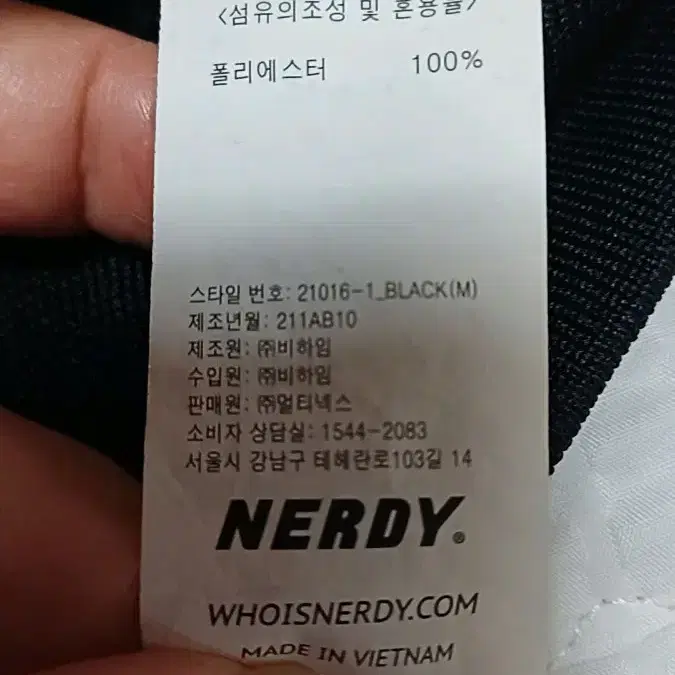 <섬유의조성 및 혼용율>
폴리에스터 100%
스타일 번호: 21016-1_BLACK(M)
제조년월: 211AB10
제조원: ㈜비하임
수입원: ㈜비하임
판매원: ㈜멀티넥스
소비자 상담실: 1544-2083
서울시 강남구 테헤란로103길 14
NERDY.
WHOISNERDY.COM
MADE IN VIETNAM